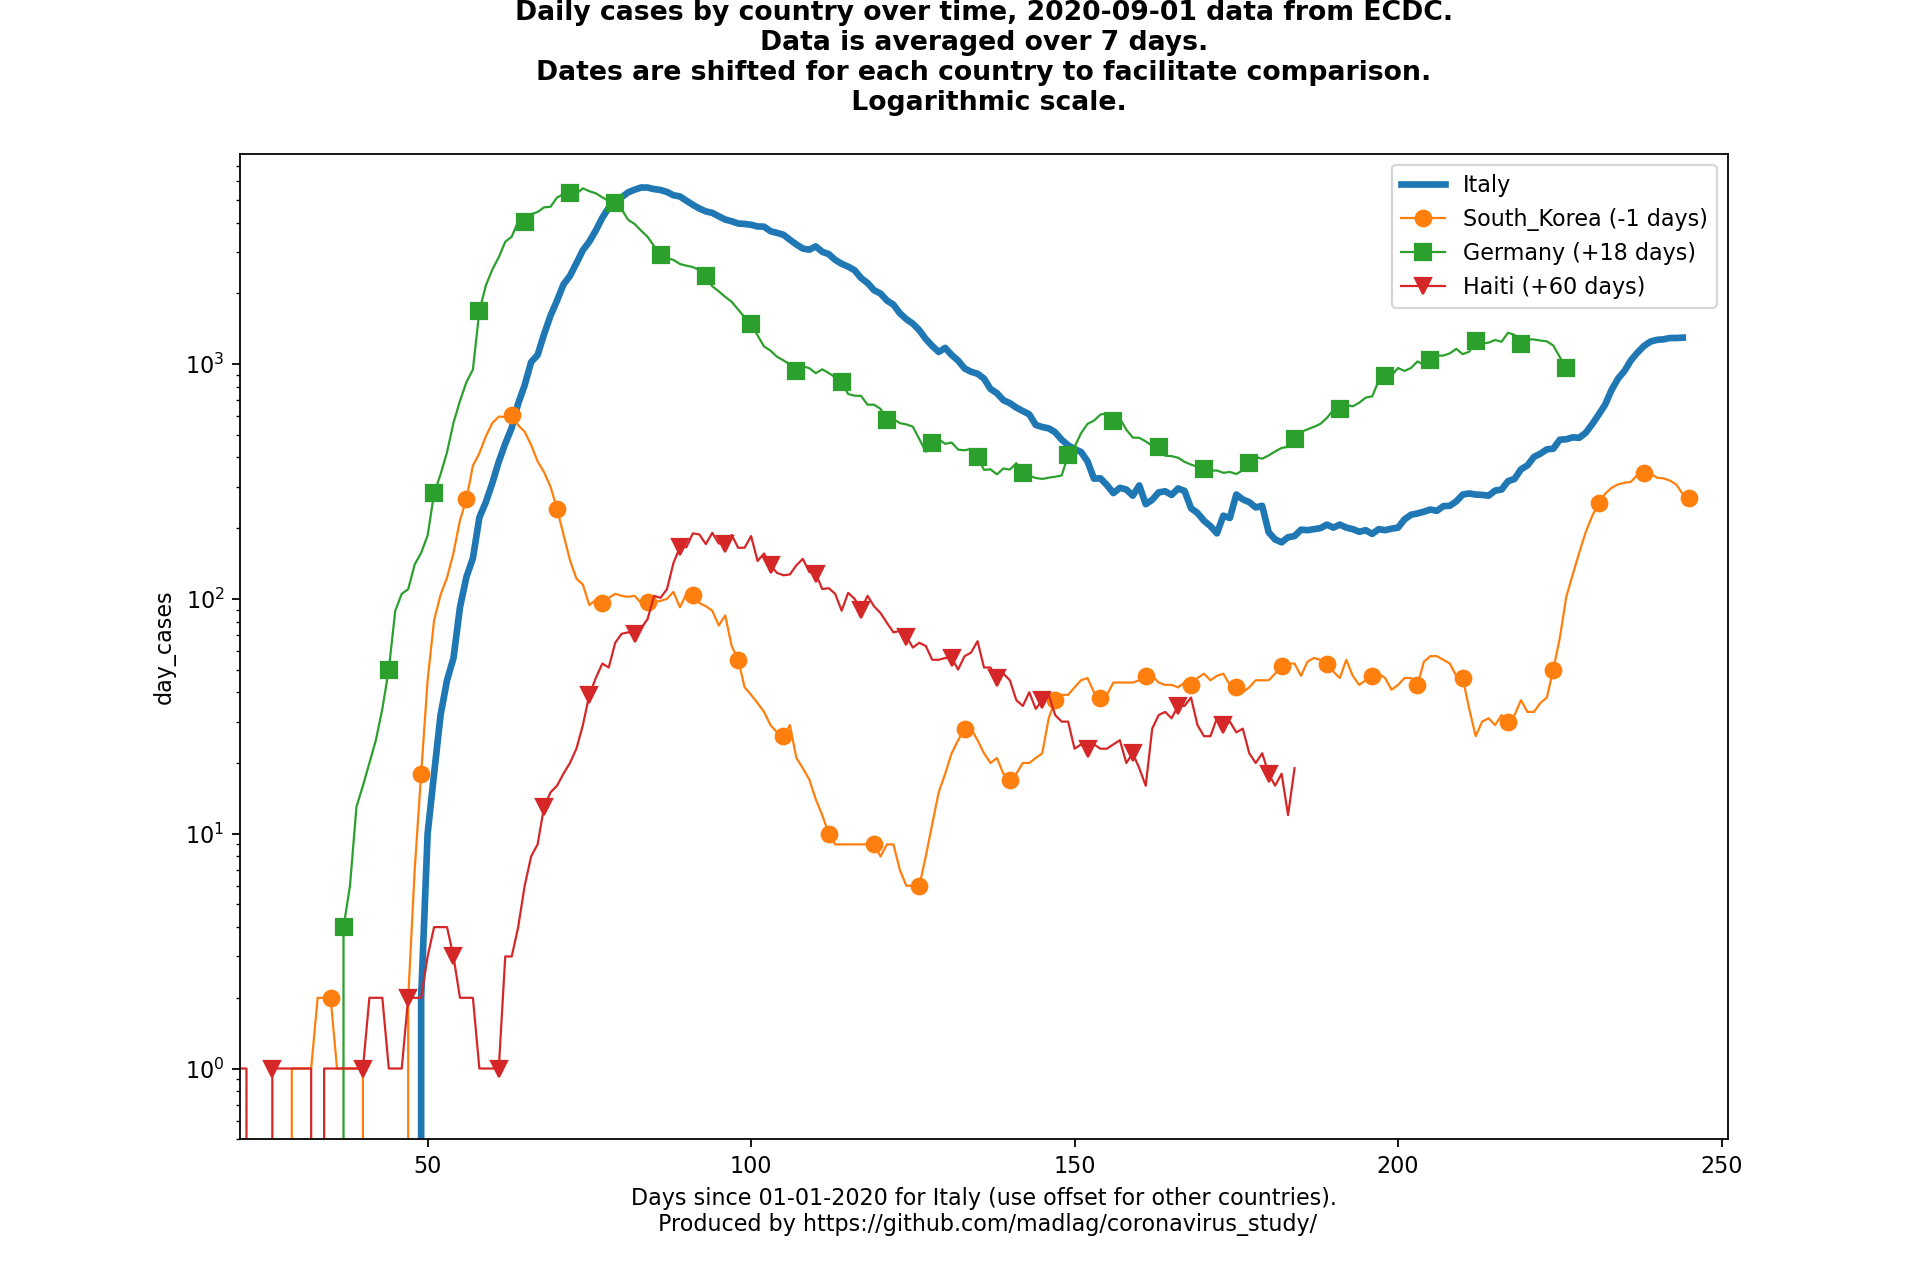 Daily cases by country over time, 2020-09-01 data from ECDC.
Data is averaged over 7 days.
Dates are shifted for each country to facilitate comparison.
Logarithmic scale.
Italy
South_Korea (-1 days)
Germany (+18 days)
Haiti (+60 days)
10³
10²
10¹
10⁰
day_cases
50 100 150 200 250
Days since 01-01-2020 for Italy (use offset for other countries).
Produced by https://github.com/madlag/coronavirus_study/